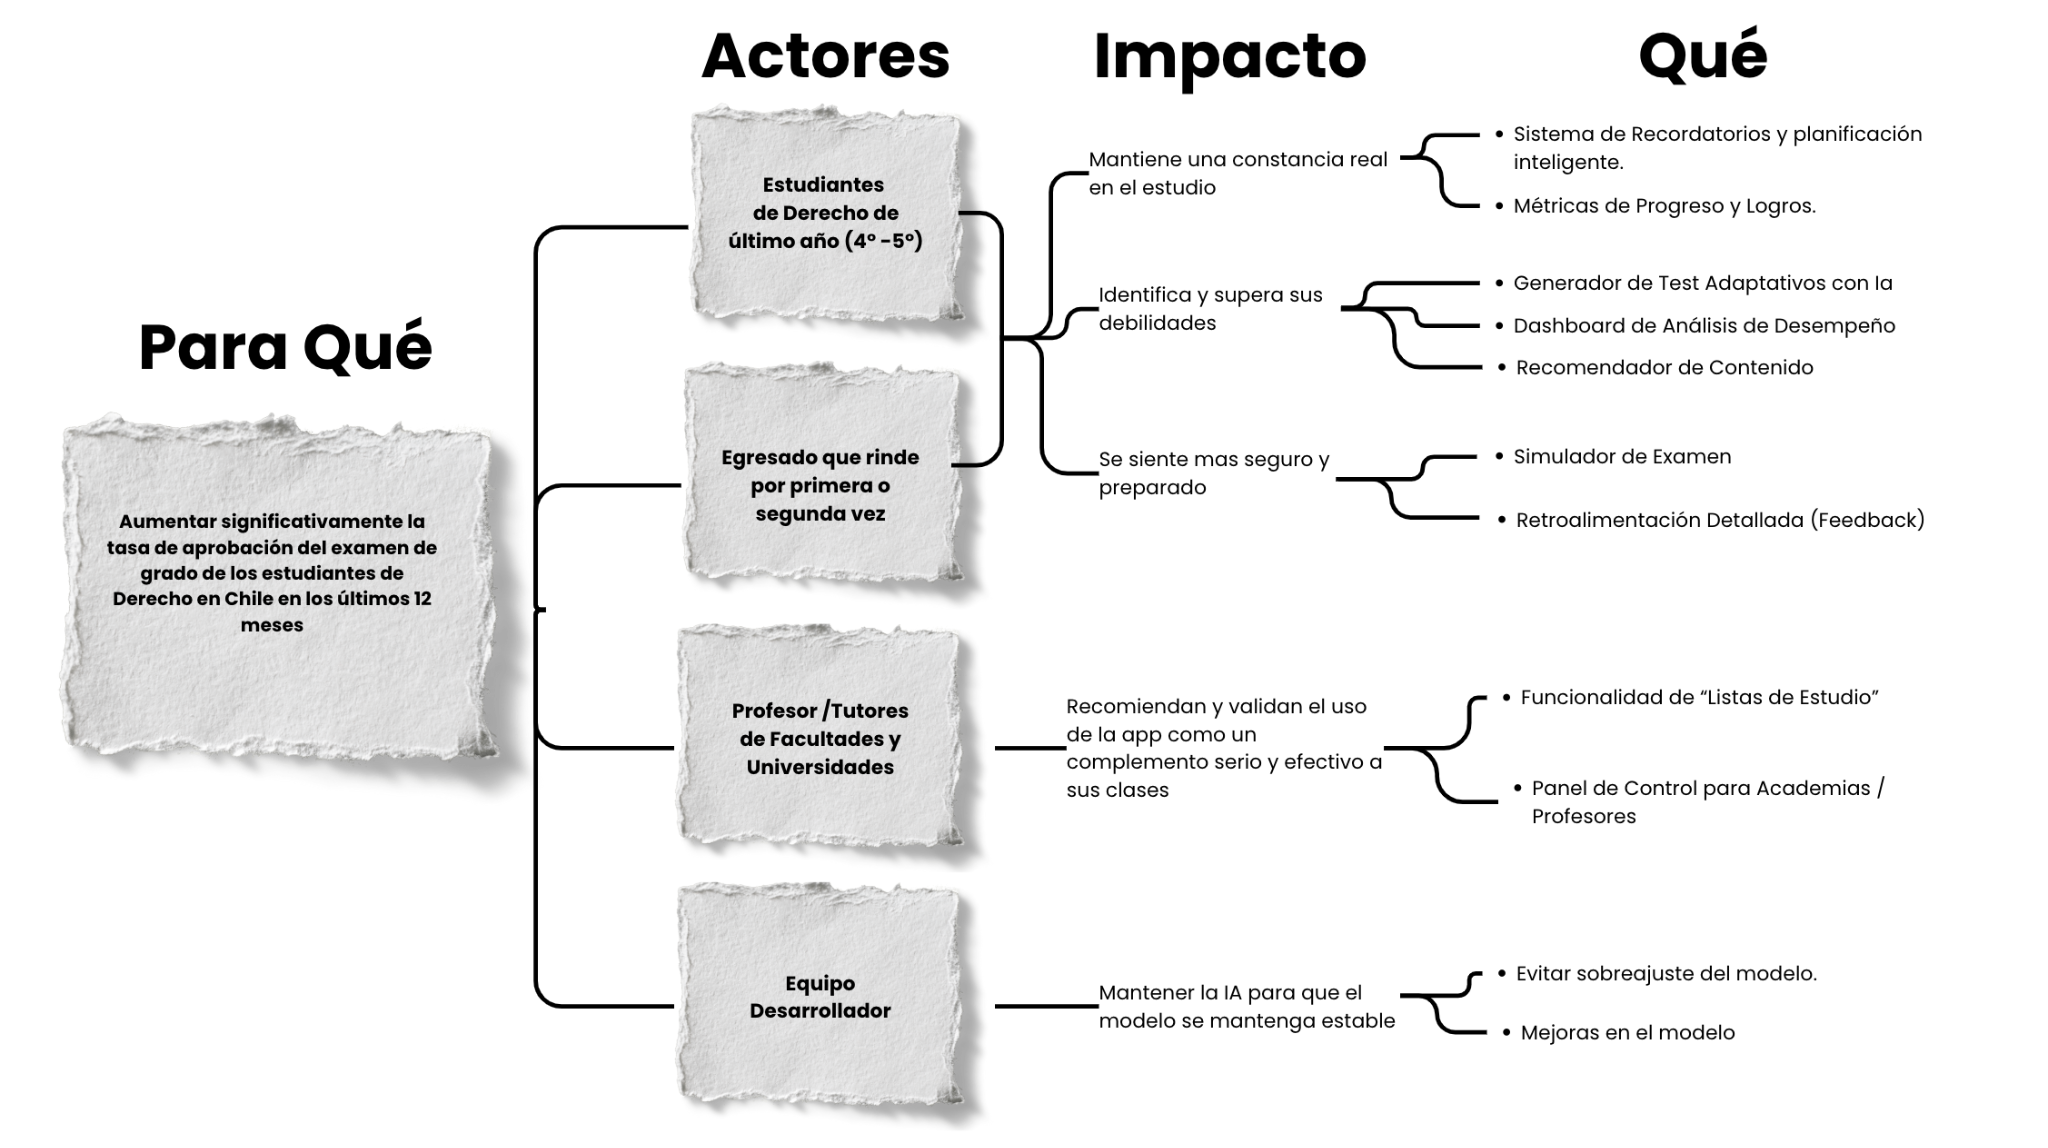 Actores
Impacto
Qué
Para Qué
Aumentar significativamente la
tasa de aprobación del examen de
grado de los estudiantes de
Derecho en Chile en los últimos 12
meses
Estudiantes
de Derecho de
último año (4° -5°)
Mantiene una constancia real
en el estudio
• Sistema de Recordatorios y planificación
inteligente.
• Métricas de Progreso y Logros.
Identifica y supera sus
debilidades
• Generador de Test Adaptativos con Ia
• Dashboard de Análisis de Desempeño
• Recomendador de Contenido
Egresado que rinde
por primera o
segunda vez
Se siente mas seguro y
preparado
• Simulador de Examen
• Retroalimentación Detallada (Feedback)
Profesor /Tutores
de Facultades y
Universidades
Recomiendan y validan el uso
de la app como un
complemento serio y efectivo a
sus clases
• Funcionalidad de “Listas de Estudio”
• Panel de Control para Academias /
Profesores
Equipo
Desarrollador
Mantener la IA para que el
modelo se mantenga estable
• Evitar sobreajuste del modelo.
• Mejoras en el modelo